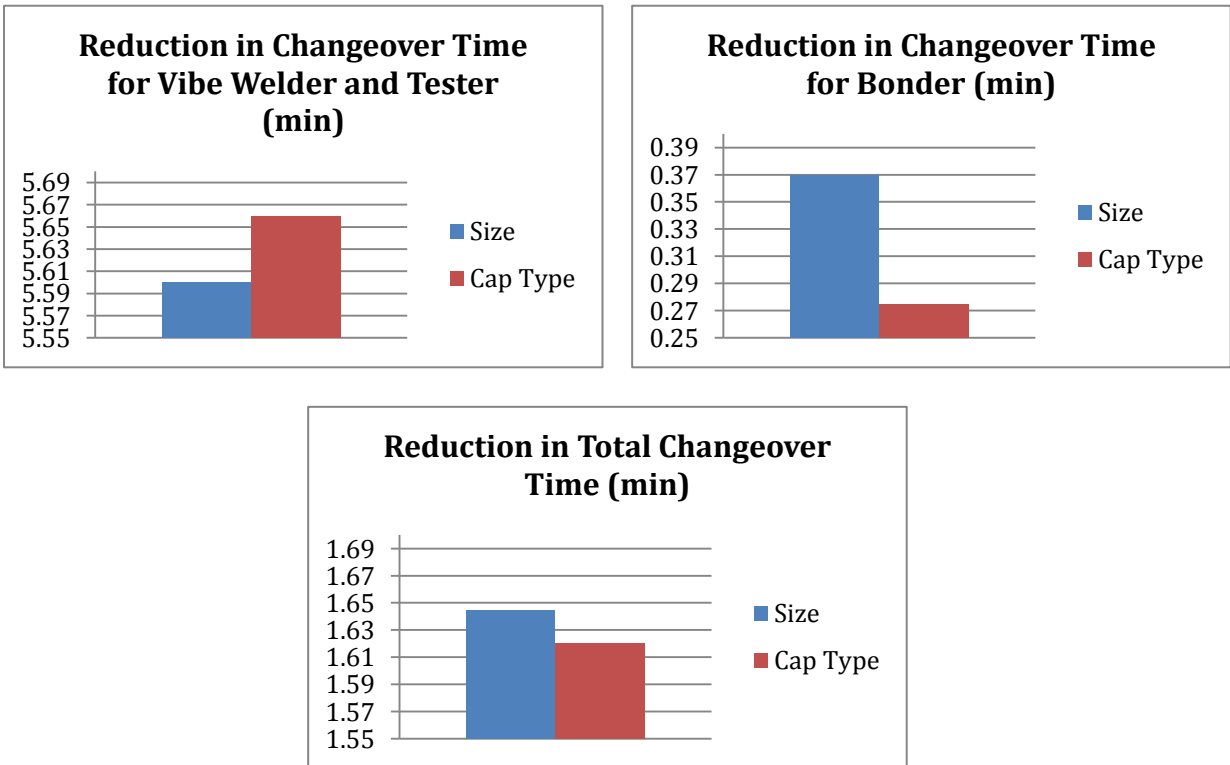 Reduction in Changeover Time
for Vibe Welder and Tester
(min)
5.69
5.67
5.65
5.63
5.61
5.59
5.57
5.55
Size
Cap Type
Reduction in Changeover Time
for Bonder (min)
0.39
0.37
0.35
0.33
0.31
0.29
0.27
0.25
Size
Cap Type
Reduction in Total Changeover
Time (min)
1.69
1.67
1.65
1.63
1.61
1.59
1.57
1.55
Size
Cap Type